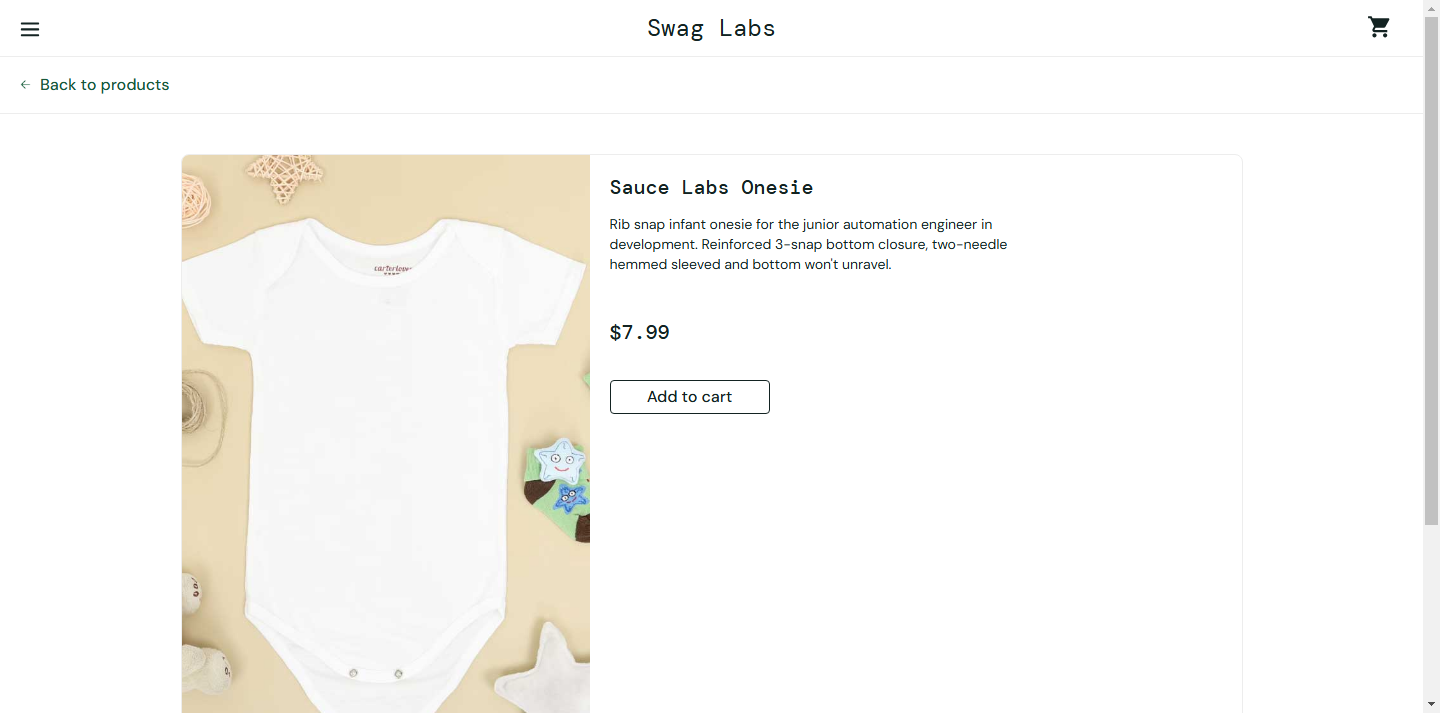 Swag Labs
Back to products
Sauce Labs Onesie
Rib snap infant onesie for the junior automation engineer in
development. Reinforced 3-snap bottom closure, two-needle
hemmed sleeved and bottom won't unravel.
$7.99
Add to cart